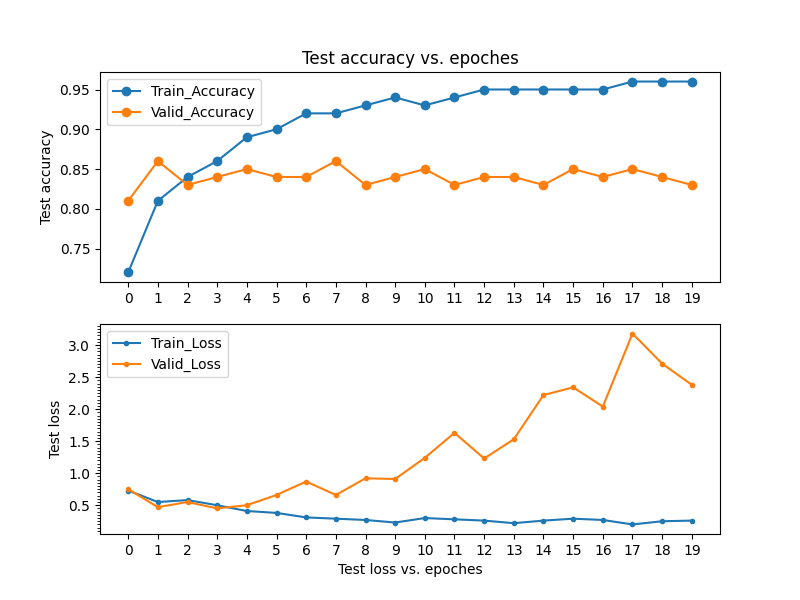 Test accuracy vs. epoches
Train_Accuracy
Valid_Accuracy
Test accuracy
0.95
0.90
0.85
0.80
0.75
0 1 2 3 4 5 6 7 8 9 10 11 12 13 14 15 16 17 18 19
Train_Loss
Valid_Loss
Test loss
3.0
2.5
2.0
1.5
1.0
0.5
0 1 2 3 4 5 6 7 8 9 10 11 12 13 14 15 16 17 18 19
Test loss vs. epoches